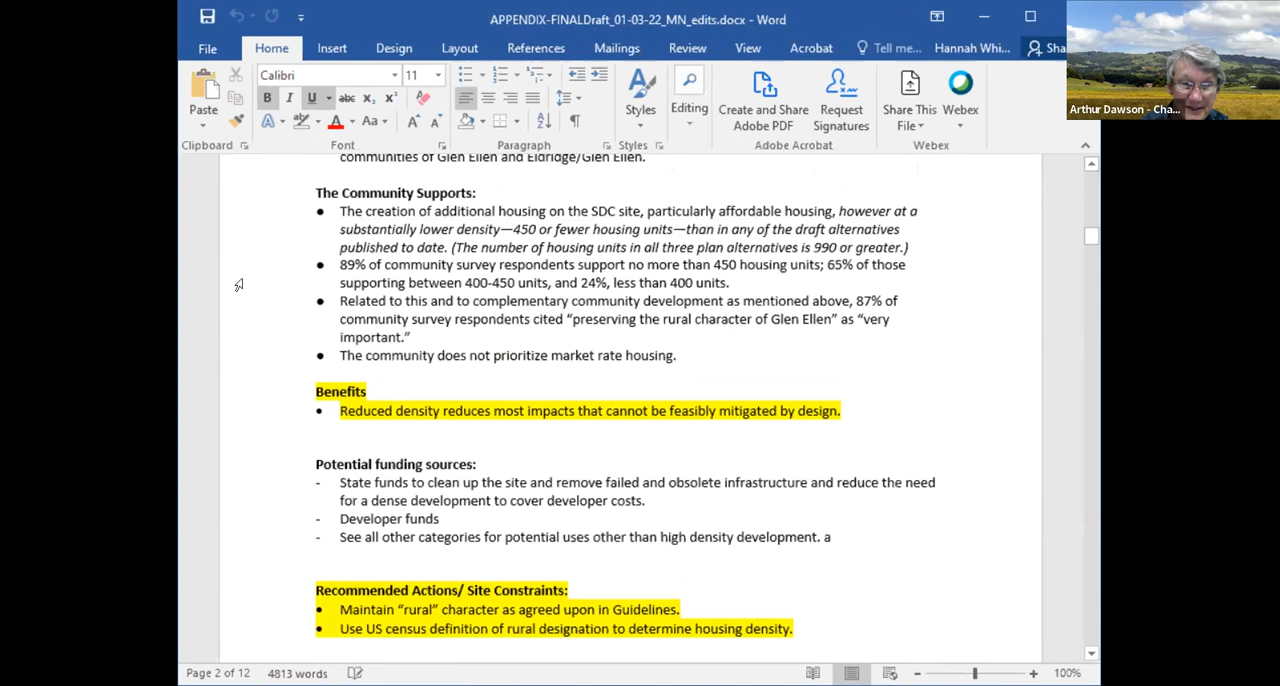 APPENDIX-FINALDraft_01-03-22_MN_edits.docx - Word
File Home Insert Design Layout References Mailings Review View Acrobat Tell me... Hannah Whi... Sha
Arthur Dawson - Cha...
Calibri 11
Paste
B I U abc X₂ X²
A A Aa A A
Styles
Editing
Create and Share Adobe PDF
Request Signatures
Share This File
Webex
Clipboard Font Paragraph Styles Adobe Acrobat Webex
communities of Glen Ellen and Eldridge/Glen Ellen.
The Community Supports:
● The creation of additional housing on the SDC site, particularly affordable housing, however at a
substantially lower density—450 or fewer housing units—than in any of the draft alternatives
published to date. (The number of housing units in all three plan alternatives is 990 or greater.)
● 89% of community survey respondents support no more than 450 housing units; 65% of those
supporting between 400-450 units, and 24%, less than 400 units.
● Related to this and to complementary community development as mentioned above, 87% of
community survey respondents cited “preserving the rural character of Glen Ellen” as “very
important.”
● The community does not prioritize market rate housing.
Benefits
• Reduced density reduces most impacts that cannot be feasibly mitigated by design.
Potential funding sources:
- State funds to clean up the site and remove failed and obsolete infrastructure and reduce the need
for a dense development to cover developer costs.
- Developer funds
- See all other categories for potential uses other than high density development. a
Recommended Actions/ Site Constraints:
• Maintain “rural” character as agreed upon in Guidelines.
• Use US census definition of rural designation to determine housing density.
Page 2 of 12 4813 words 100%